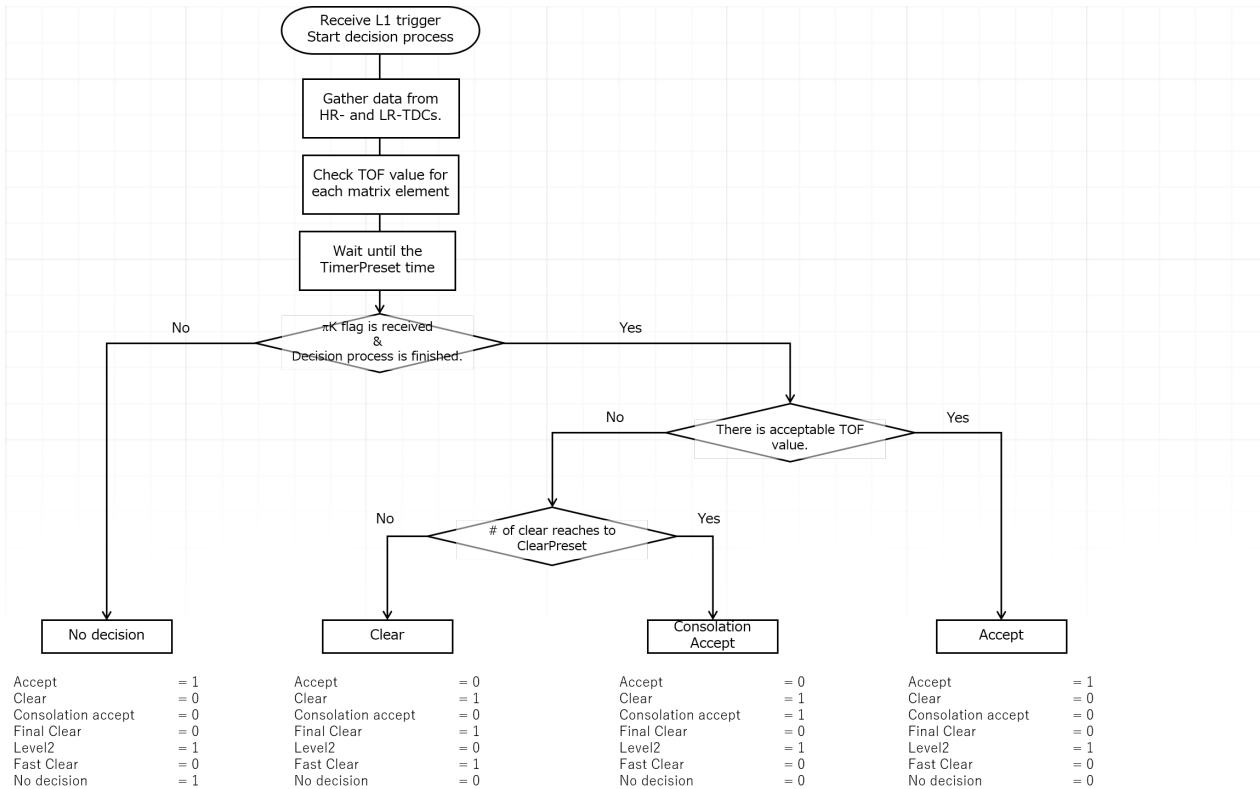 Receive L1 trigger
Start decision process
Gather data from
HR- and LR-TDCs.
Check TOF value for
each matrix element
Wait until the
TimerPreset time
πK flag is received
&
Decision process is finished.
No
Yes
There is acceptable TOF
value.
No
Yes
# of clear reaches to
ClearPreset
No
Yes
No decision
Clear
Consolation
Accept
Accept
Accept = 1
Clear = 0
Consolation accept = 0
Final Clear = 0
Level2 = 1
Fast Clear = 0
No decision = 1
Accept = 0
Clear = 1
Consolation accept = 0
Final Clear = 1
Level2 = 0
Fast Clear = 1
No decision = 0
Accept = 0
Clear = 1
Consolation accept = 1
Final Clear = 0
Level2 = 1
Fast Clear = 0
No decision = 0
Accept = 1
Clear = 0
Consolation accept = 0
Final Clear = 0
Level2 = 1
Fast Clear = 0
No decision = 0